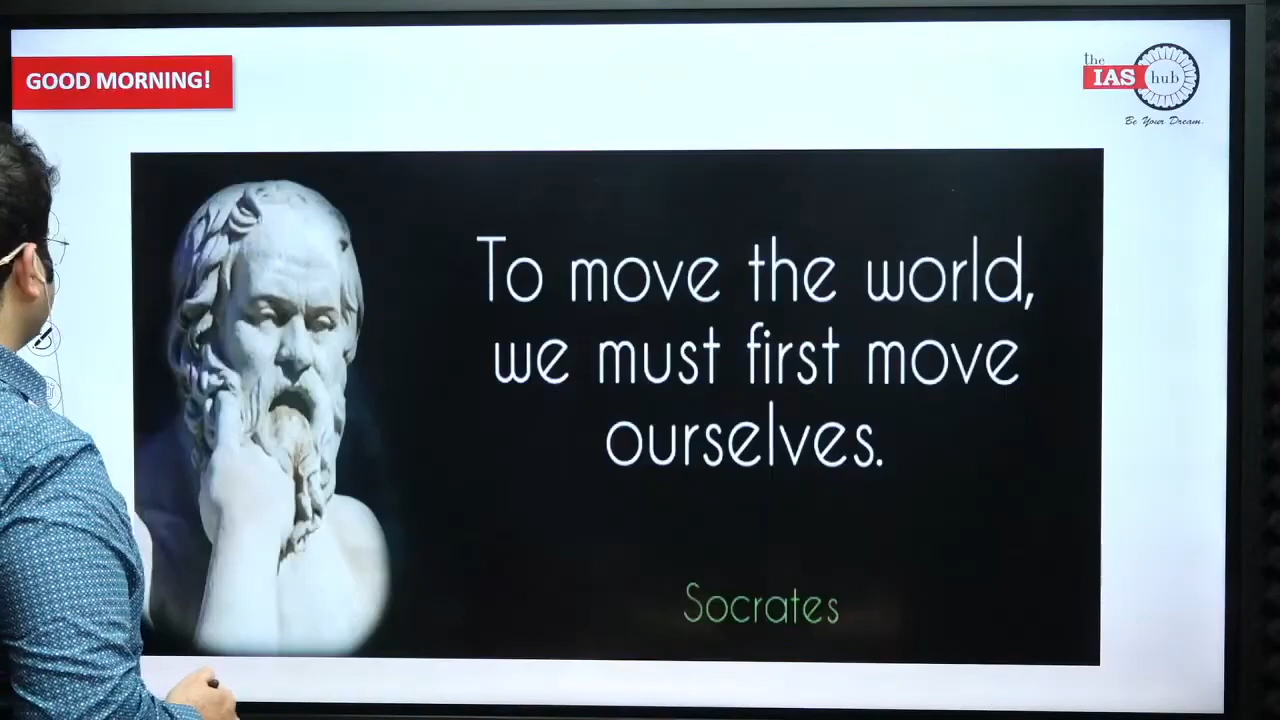 GOOD MORNING!
the
IAS hub
Be Your Dream.
To move the world,
we must first move
ourselves.
Socrates